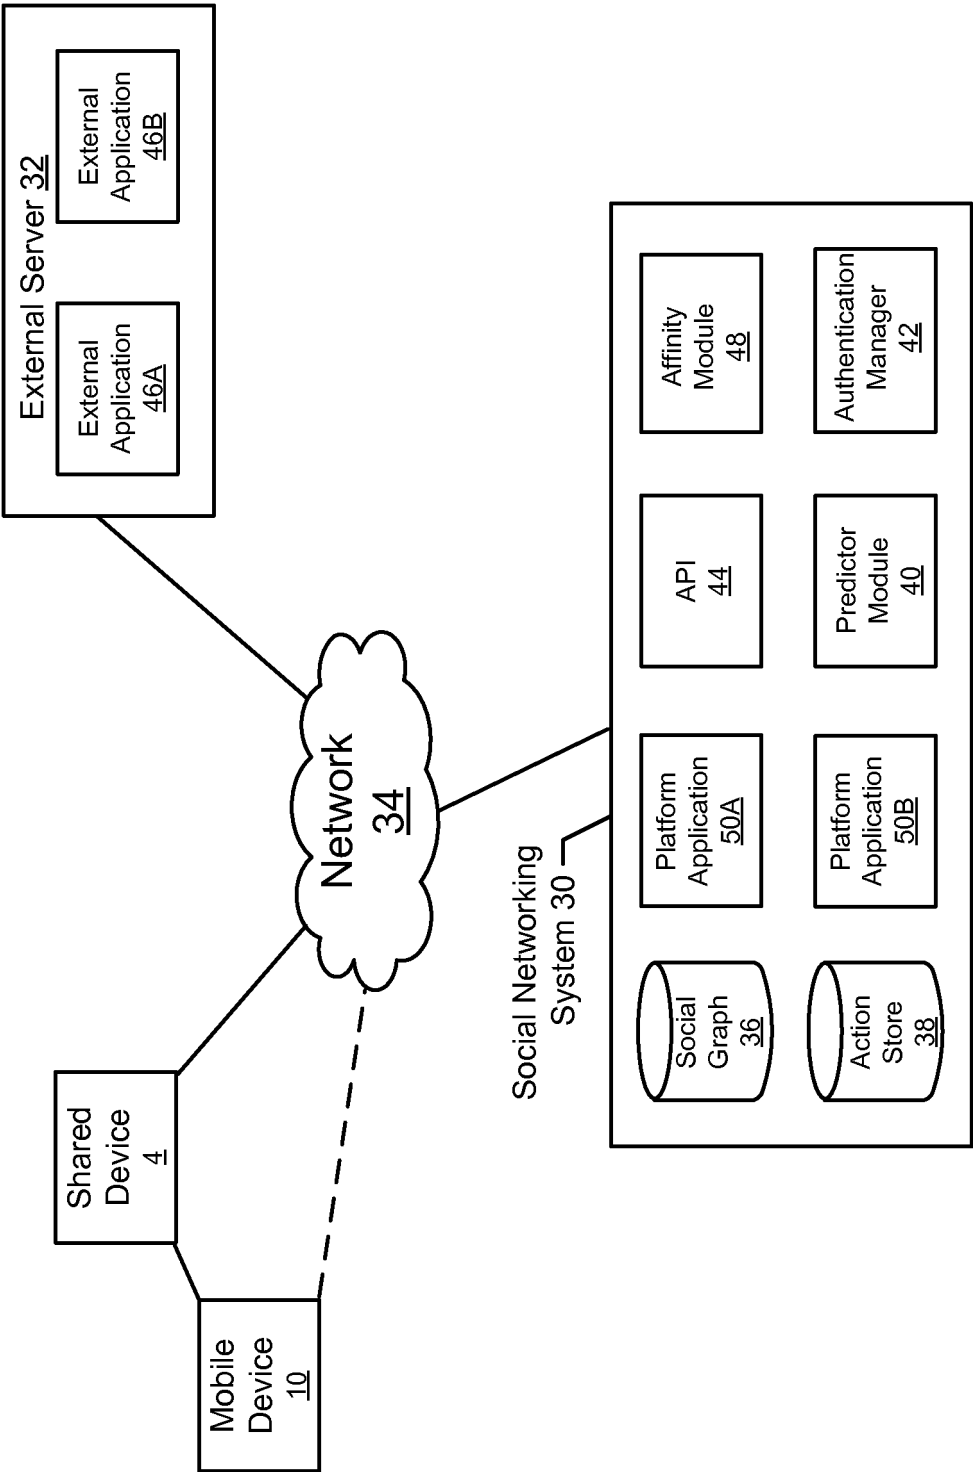 Mobile
Device
10
Shared
Device
4
Network
34
External Server 32
External
Application
46A
External
Application
46B
Social Networking
System 30
Social
Graph
36
Platform
Application
50A
API
44
Affinity
Module
48
Action
Store
38
Platform
Application
50B
Predictor
Module
40
Authentication
Manager
42